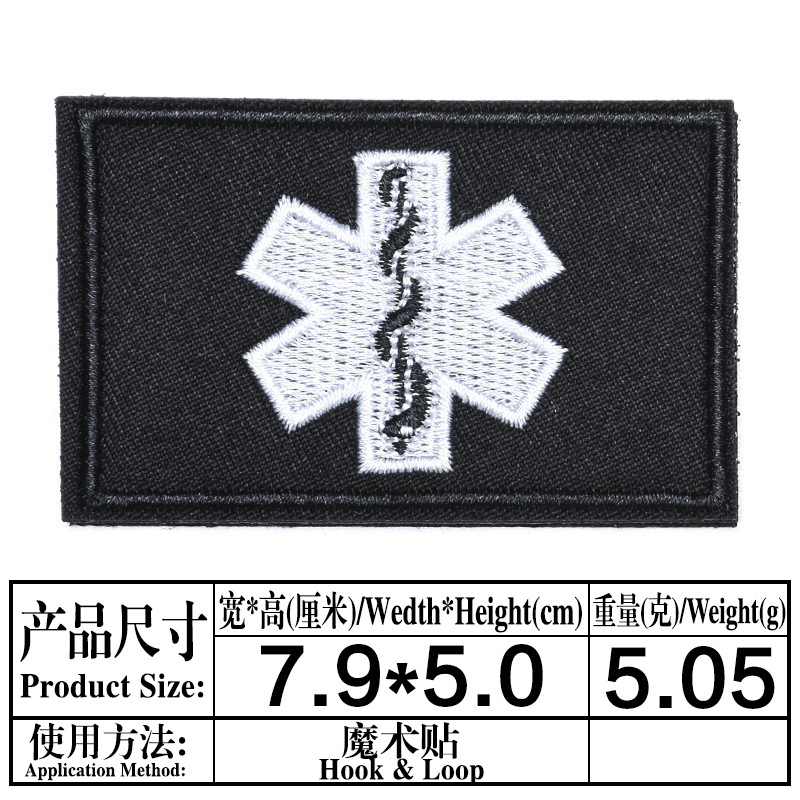 产品尺寸
Product Size:
宽*高(厘米)/Wedth*Height(cm)
重量(克)/Weight(g)
7.9*5.0
5.05
使用方法:
Application Method:
魔术贴
Hook & Loop